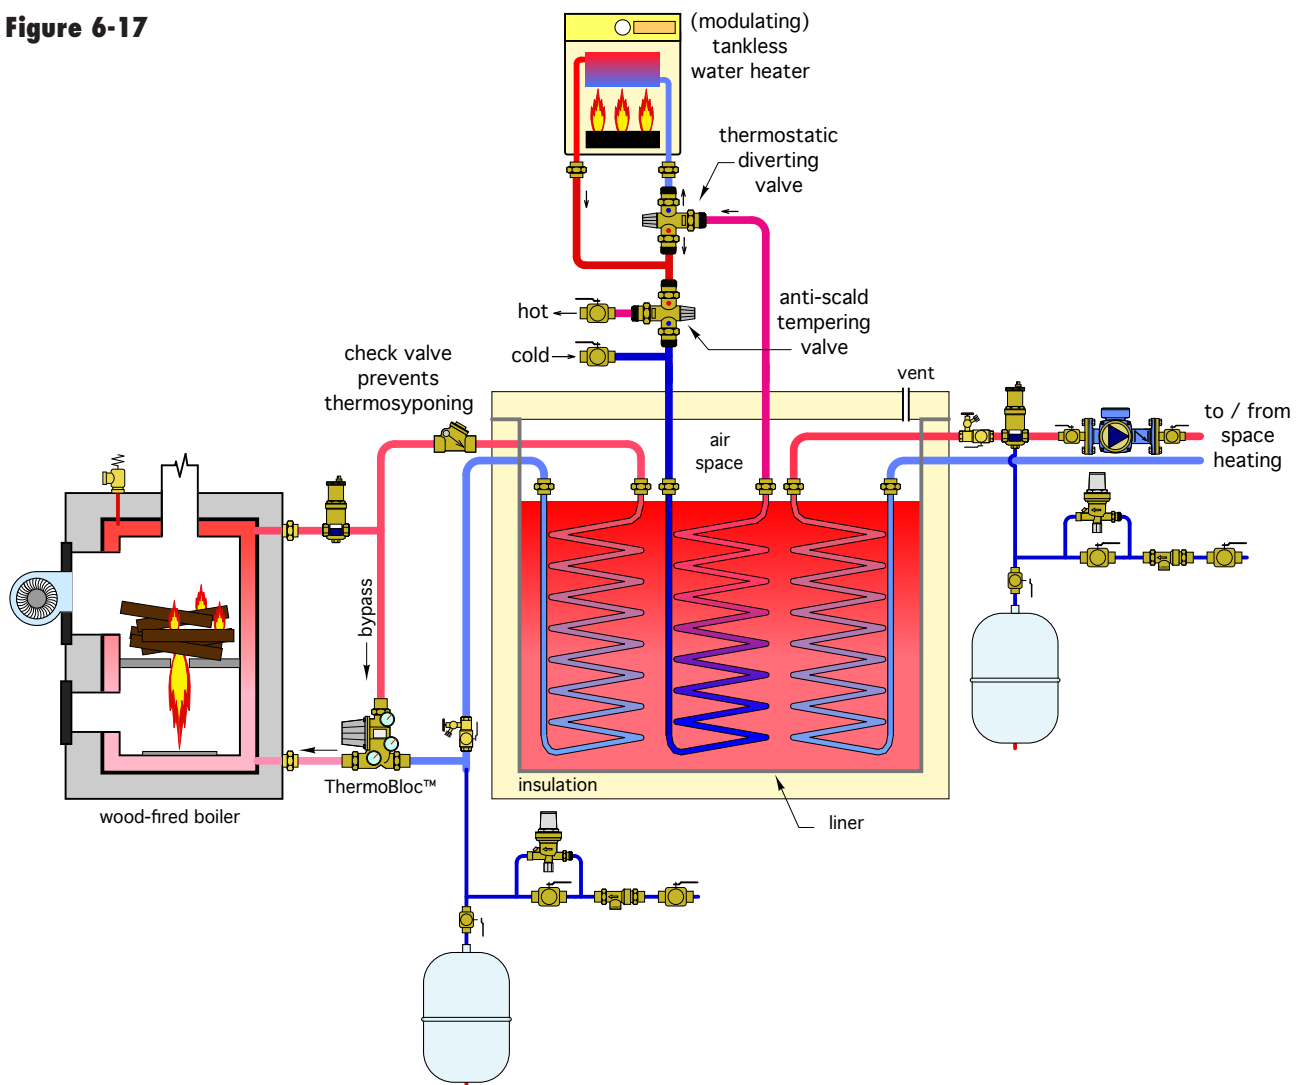 Figure 6-17
(modulating)
tankless
water heater
thermostatic
diverting
valve
hot
cold
anti-scald
tempering
valve
check valve
prevents
thermosyponing
vent
air
space
to / from
space
heating
bypass
ThermoBloc™
wood-fired boiler
insulation
liner